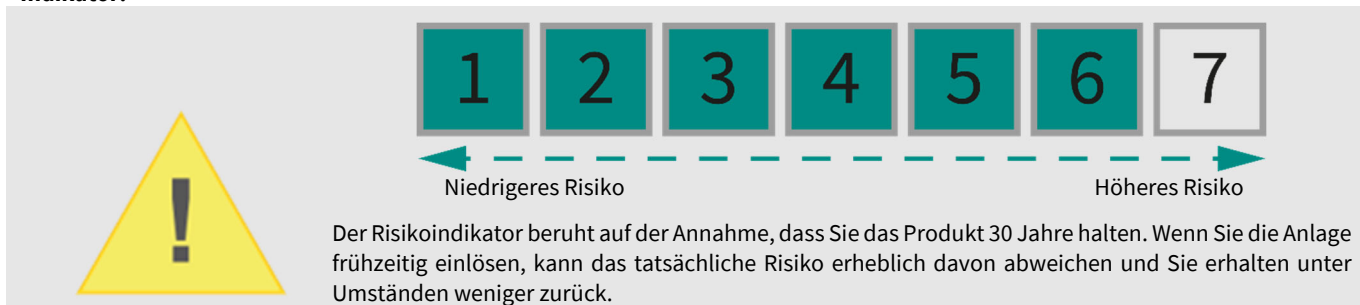 1 2 3 4 5 6 7
Niedrigeres Risiko Höheres Risiko
!
Der Risikoindikator beruht auf der Annahme, dass Sie das Produkt 30 Jahre halten. Wenn Sie die Anlage
frühzeitig einlösen, kann das tatsächliche Risiko erheblich davon abweichen und Sie erhalten unter
Umständen weniger zurück.